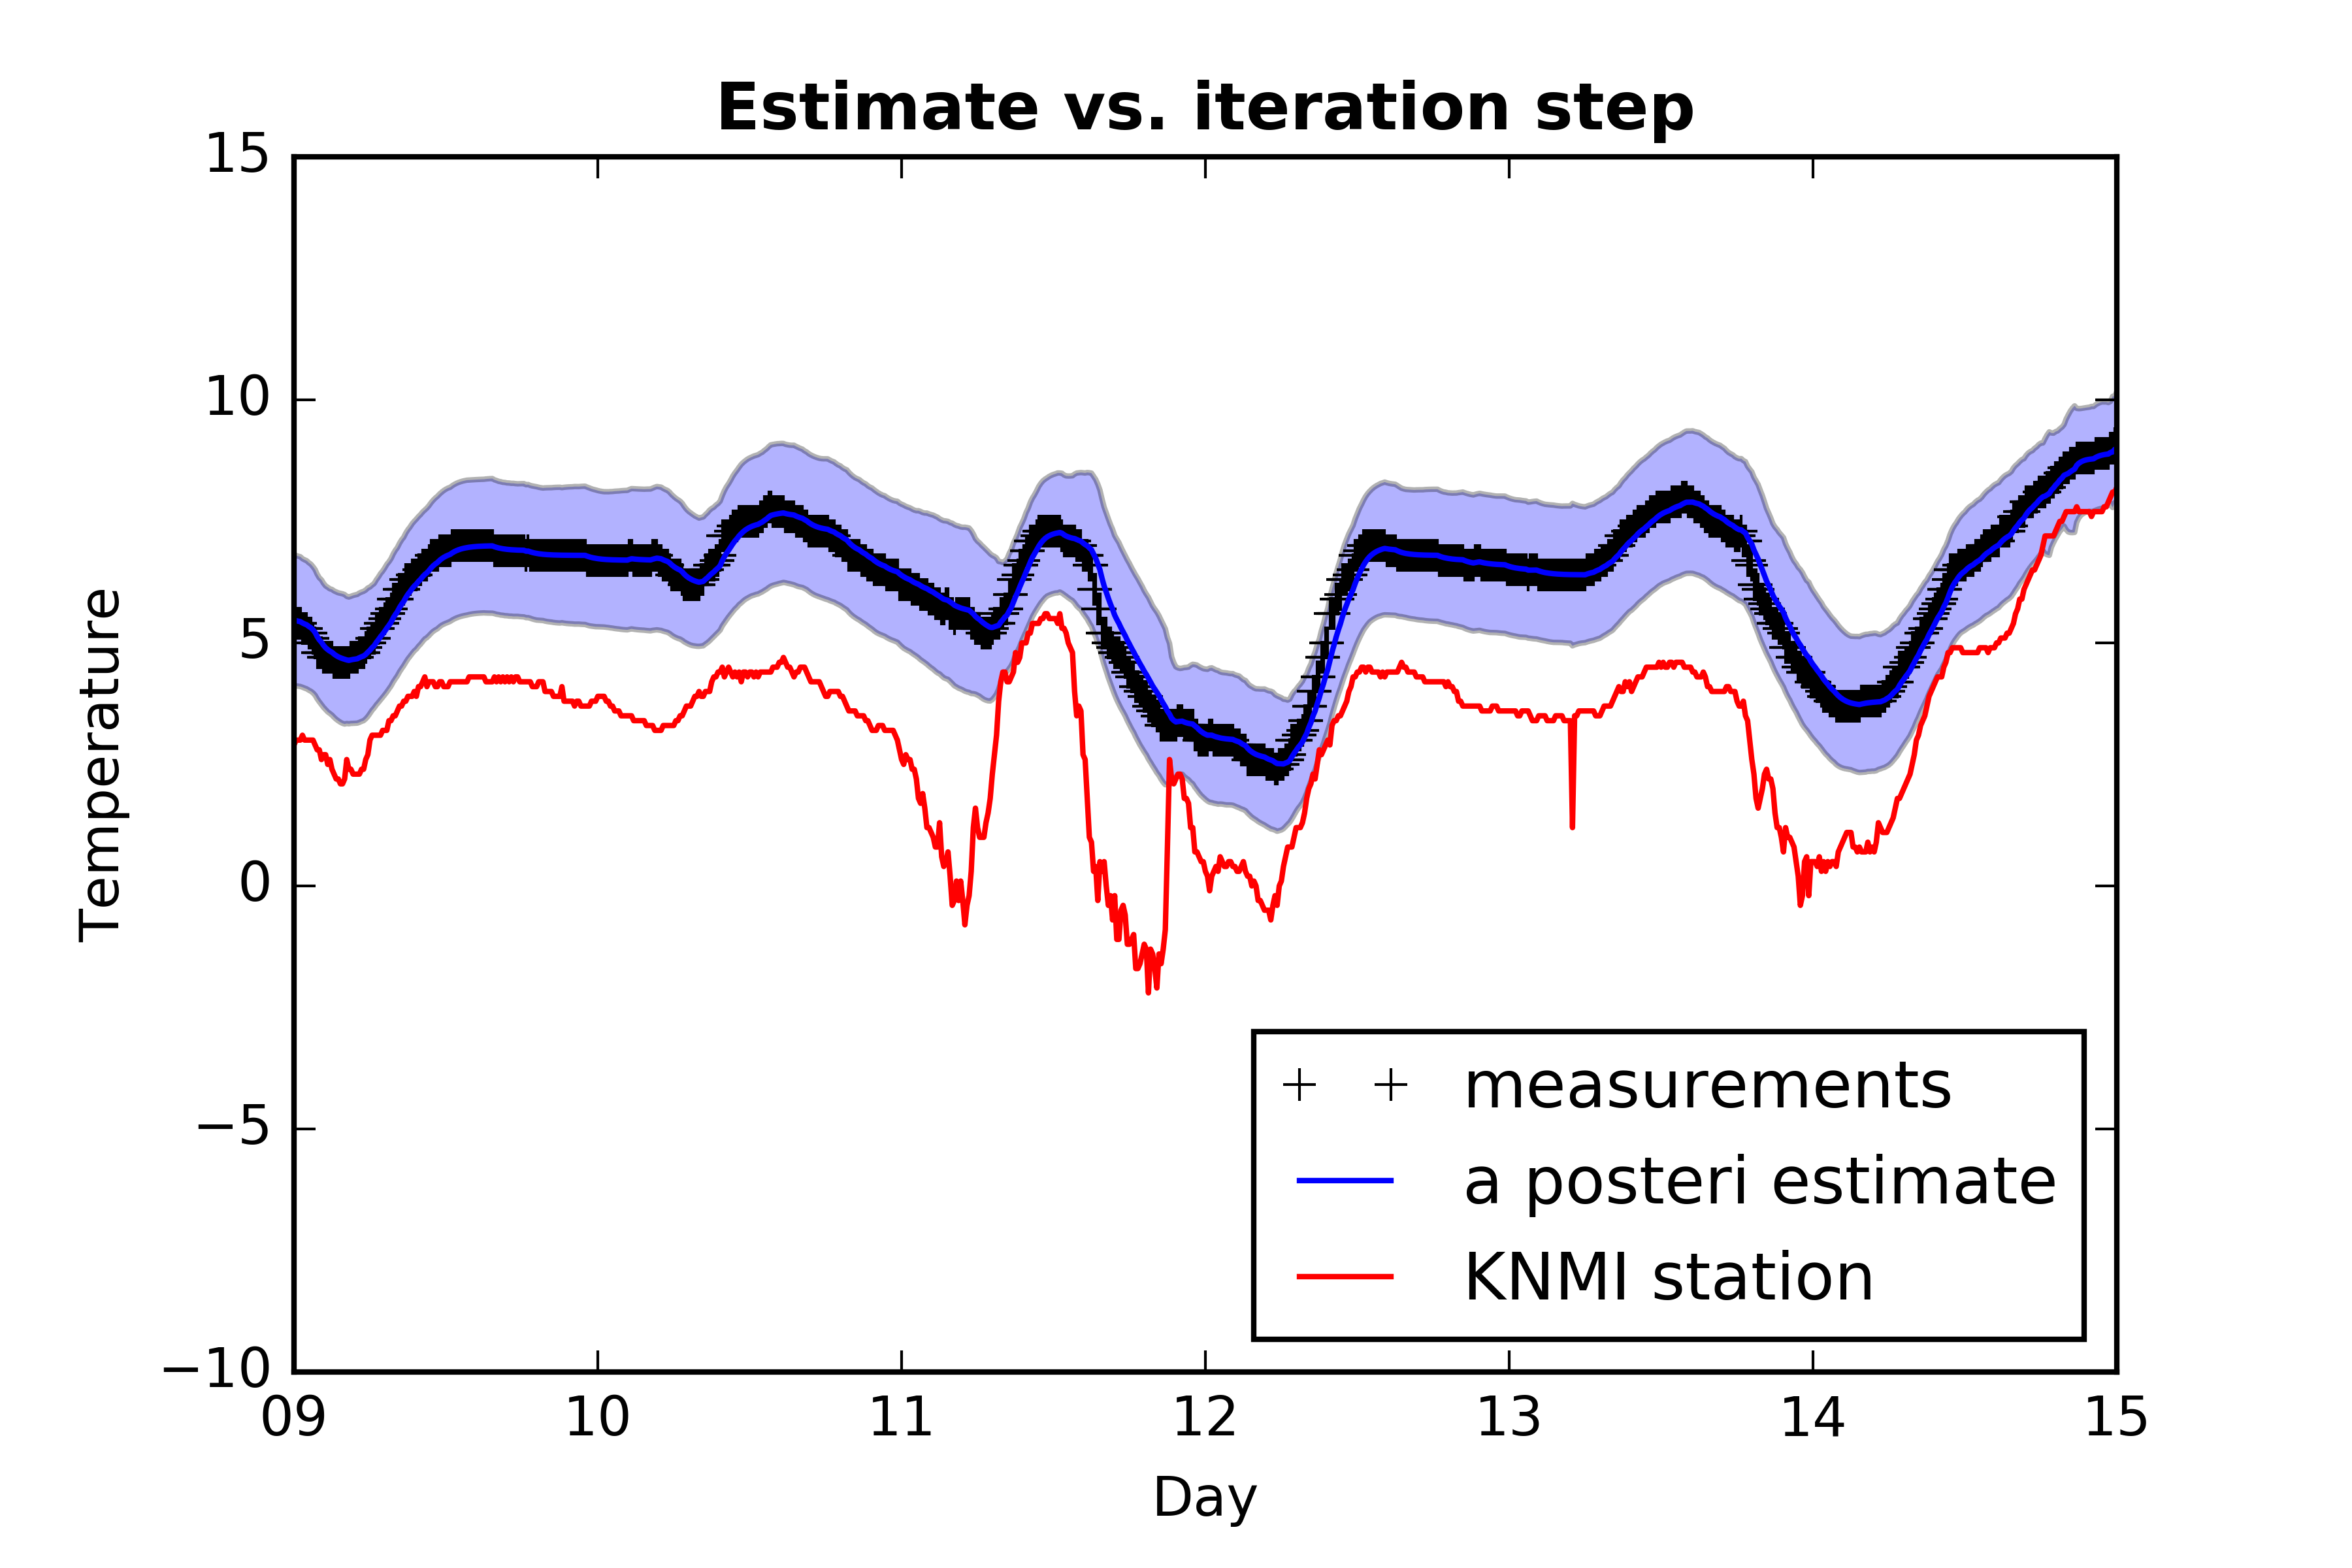 Estimate vs. iteration step
15
10
5
0
−5
−10
Temperature
measurements
a posteri estimate
KNMI station
09 10 11 12 13 14 15
Day